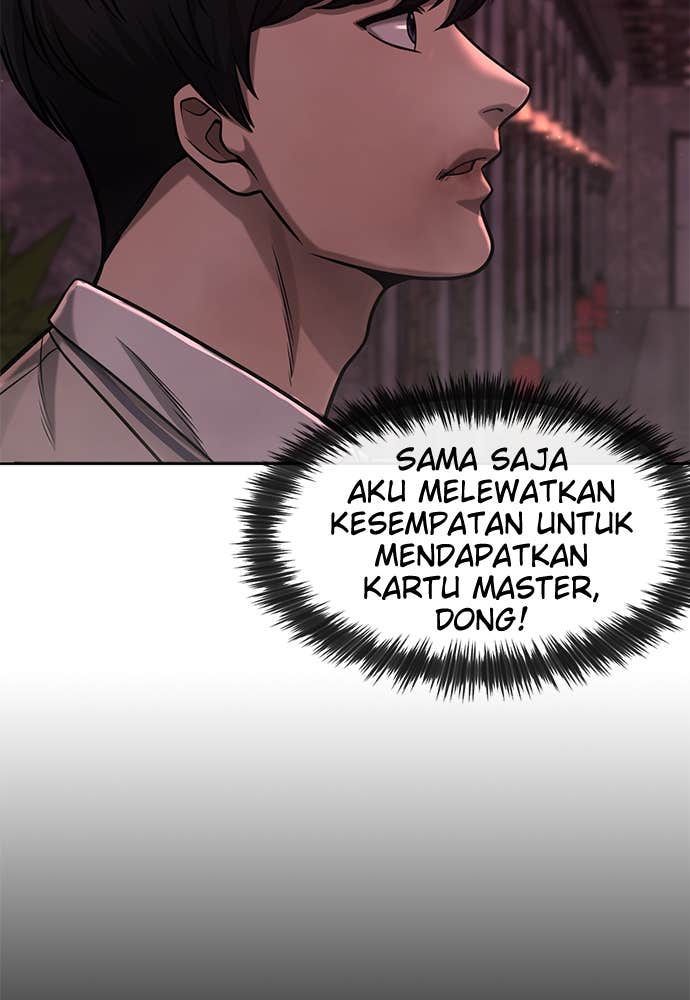 SAMA SAJA
AKU MELEWATKAN
KESEMPATAN UNTUK
MENDAPATKAN
KARTU MASTER,
DONG!